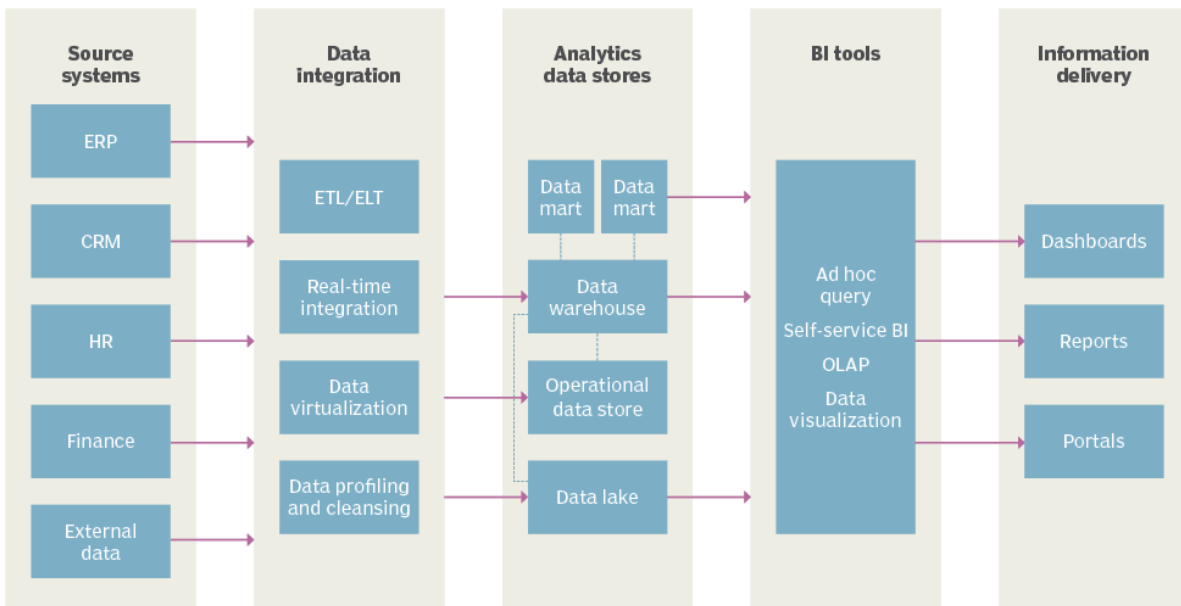 Source
systems
ERP
CRM
HR
Finance
External
data
Data
integration
ETL/ELT
Real-time
integration
Data
virtualization
Data profiling
and cleansing
Analytics
data stores
Data
mart
Data
mart
Data
warehouse
Operational
data store
Data lake
BI tools
Ad hoc
query
Self-service BI
OLAP
Data
visualization
Information
delivery
Dashboards
Reports
Portals